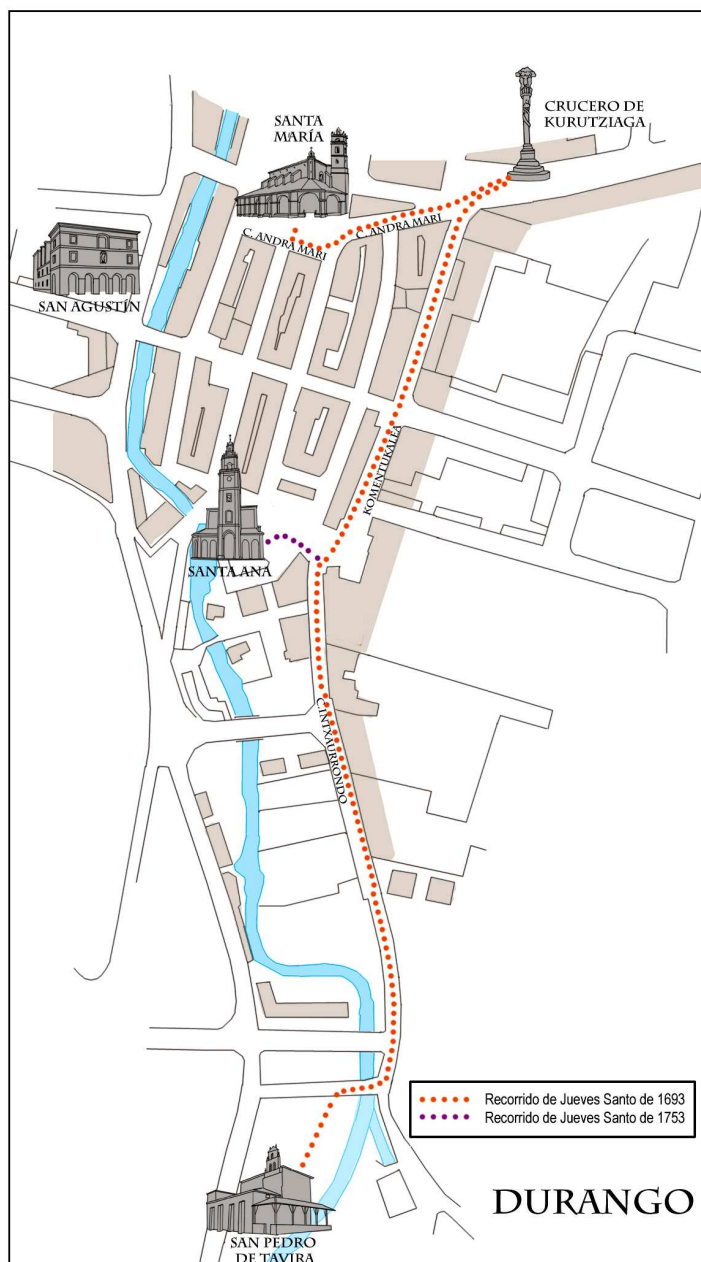 SANTA
MARÍA
CRUCERO DE
KURUTZIAGA
C. ANDRA MARI
C. ANDRA MARI
SAN AGUSTÍN
KOMENTUKALEA
SANTA ANA
C.INTXAURRONDO
Recorrido de Jueves Santo de 1693
Recorrido de Jueves Santo de 1753
DURANGO
SAN PEDRO
DE TAVIRA